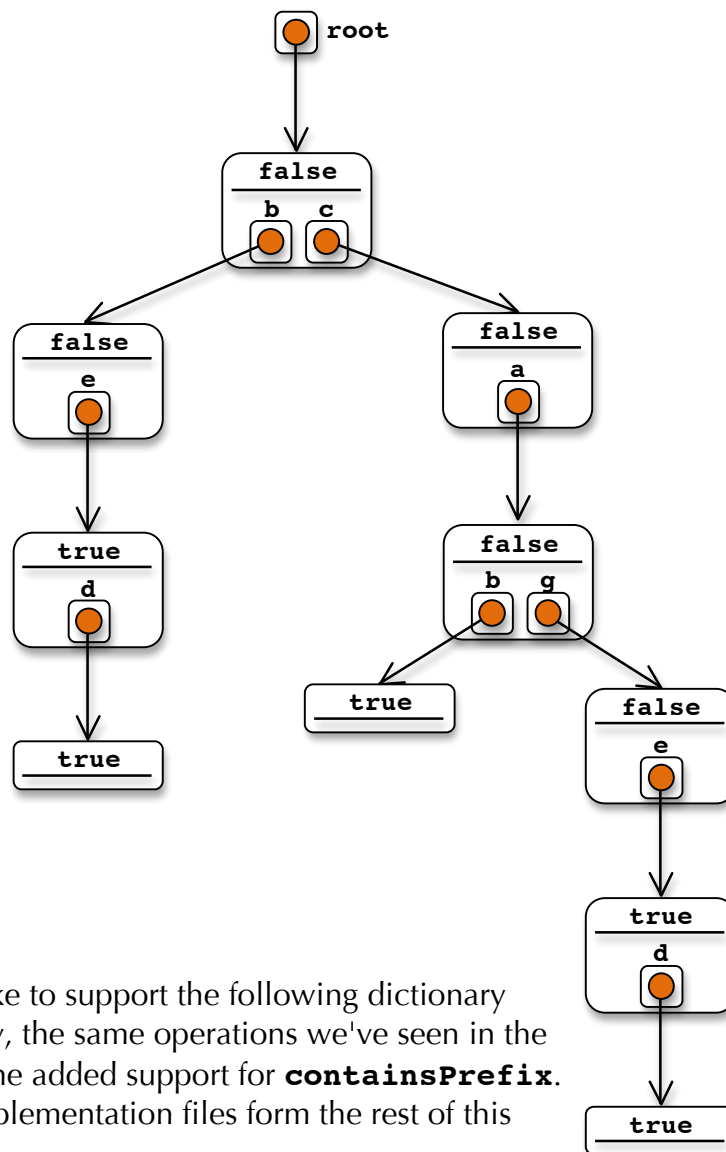 root
false
b c
false
false
e
a
true
false
d
b g
true
false
true
e
true
d
ke to support the following dictionary
y, the same operations we've seen in the
he added support for containsPrefix.
mplementation files form the rest of this
true